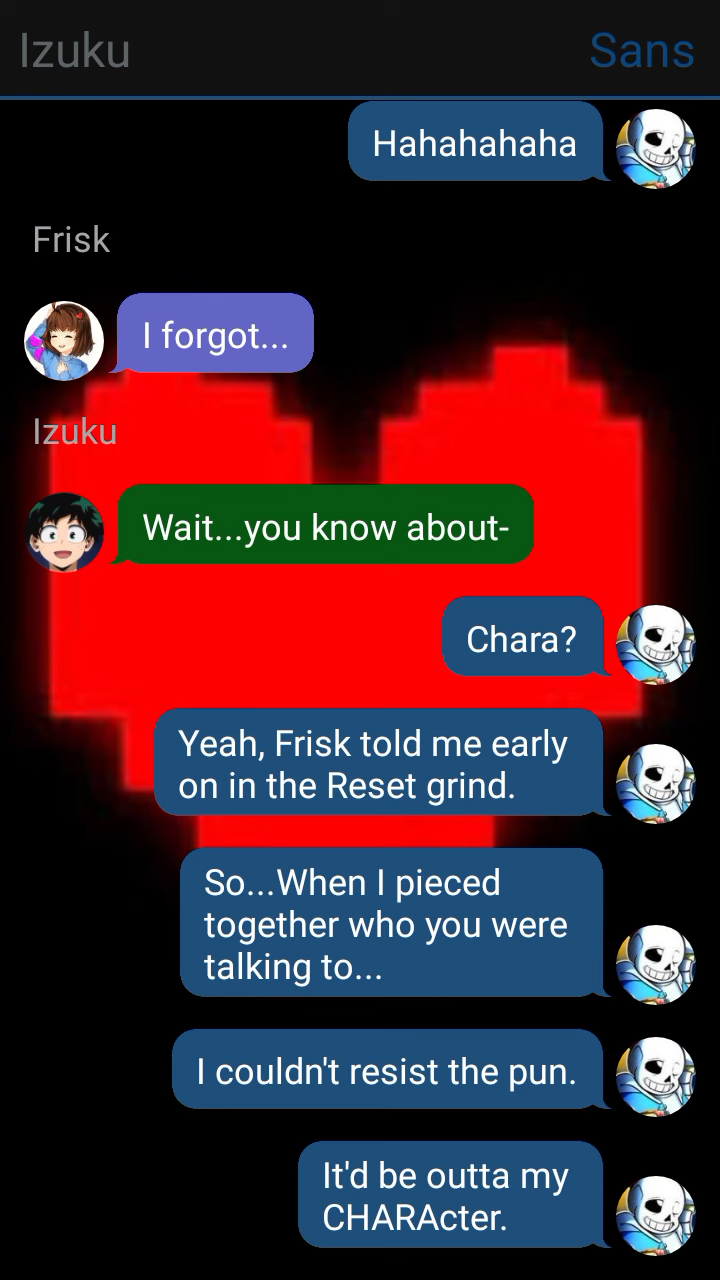 Izuku
Sans
Hahahahaha
Frisk
I forgot...
Izuku
Wait...you know about-
Chara?
Yeah, Frisk told me early
on in the Reset grind.
So...When I pieced
together who you were
talking to...
I couldn't resist the pun.
It'd be outta my
CHARActer.